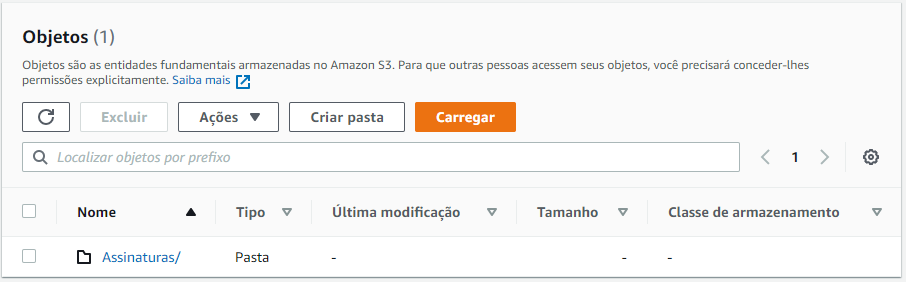 Objetos (1)
Objetos são as entidades fundamentais armazenadas no Amazon S3. Para que outras pessoas acessem seus objetos, você precisará conceder-lhes
permissões explicitamente. Saiba mais
Excluir Ações Criar pasta Carregar
Localizar objetos por prefixo 1
Nome Tipo Última modificação Tamanho Classe de armazenamento
Assinaturas/ Pasta - - -